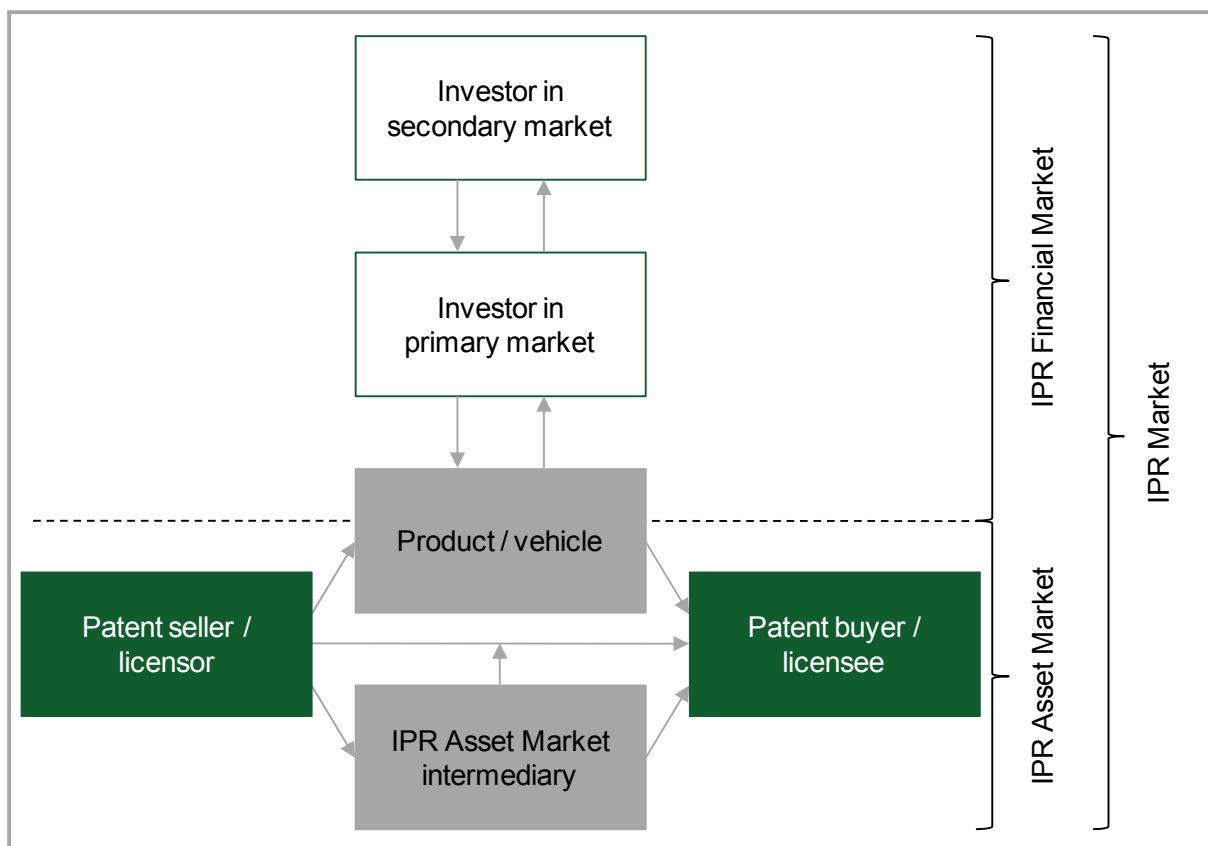 Investor in
secondary market
Investor in
primary market
Product / vehicle
Patent seller /
licensor
Patent buyer /
licensee
IPR Asset Market
intermediary
IPR Financial Market
IPR Asset Market
IPR Market